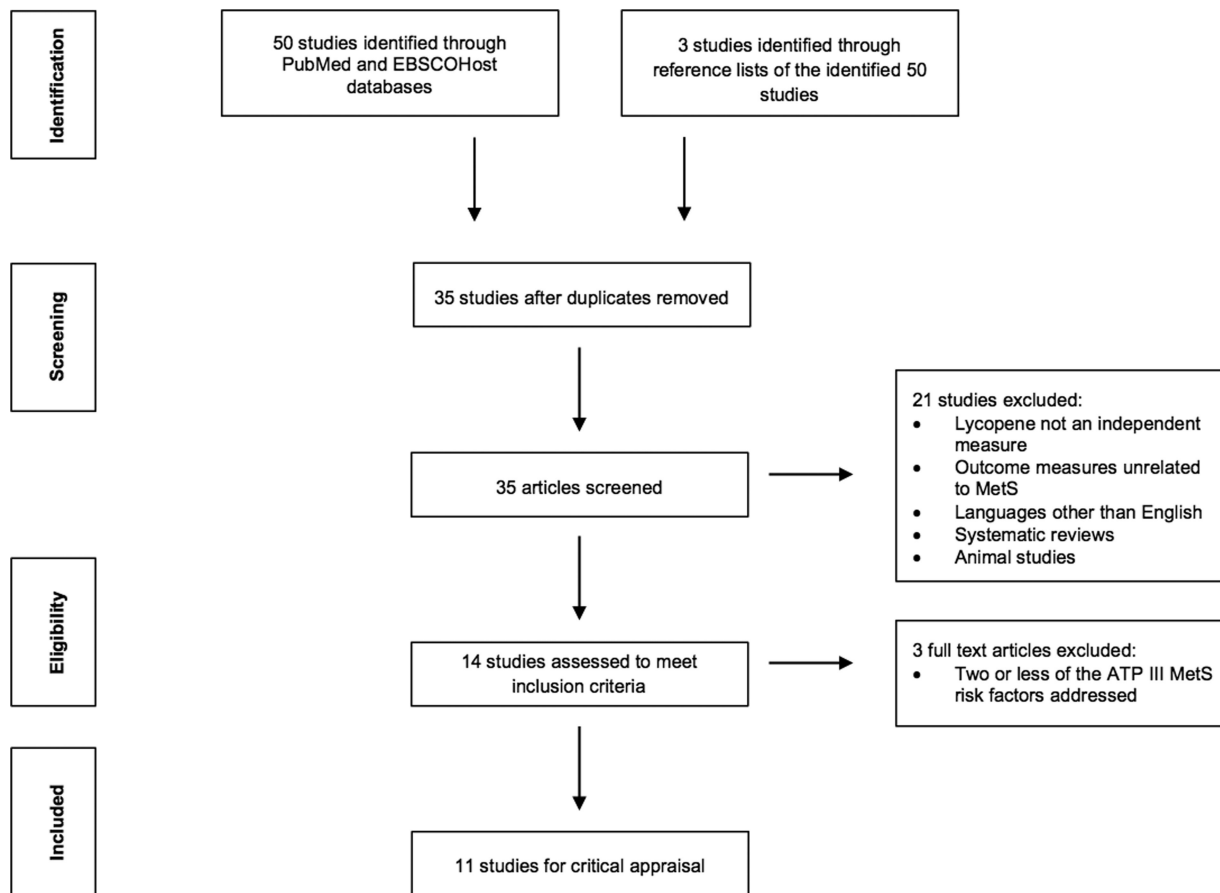 Identification
50 studies identified through
PubMed and EBSCOHost
databases
3 studies identified through
reference lists of the identified 50
studies
Screening
35 studies after duplicates removed
35 articles screened
21 studies excluded:
• Lycopene not an independent
measure
• Outcome measures unrelated
to MetS
• Languages other than English
• Systematic reviews
• Animal studies
Eligibility
14 studies assessed to meet
inclusion criteria
3 full text articles excluded:
• Two or less of the ATP III MetS
risk factors addressed
Included
11 studies for critical appraisal